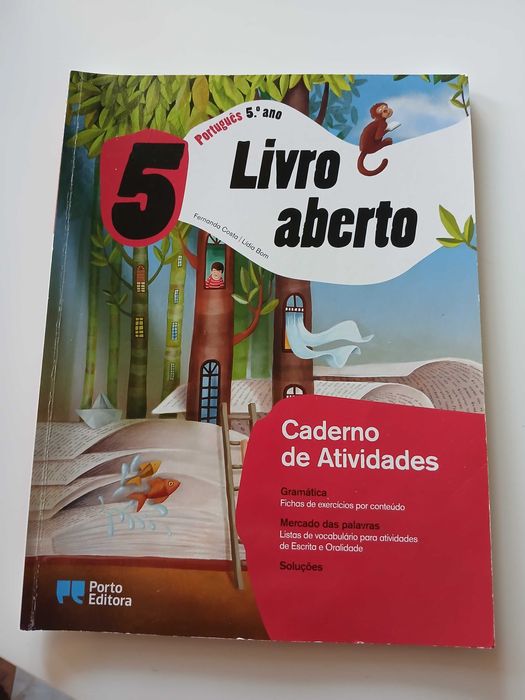 Português 5.º ano
5
Livro
aberto
Fernanda Costa / Lídia Bom
Caderno
de Atividades
Gramática
Fichas de exercícios por conteúdo
Mercado das palavras
Listas de vocabulário para atividades
de Escrita e Oralidade
Soluções
Porto
Editora